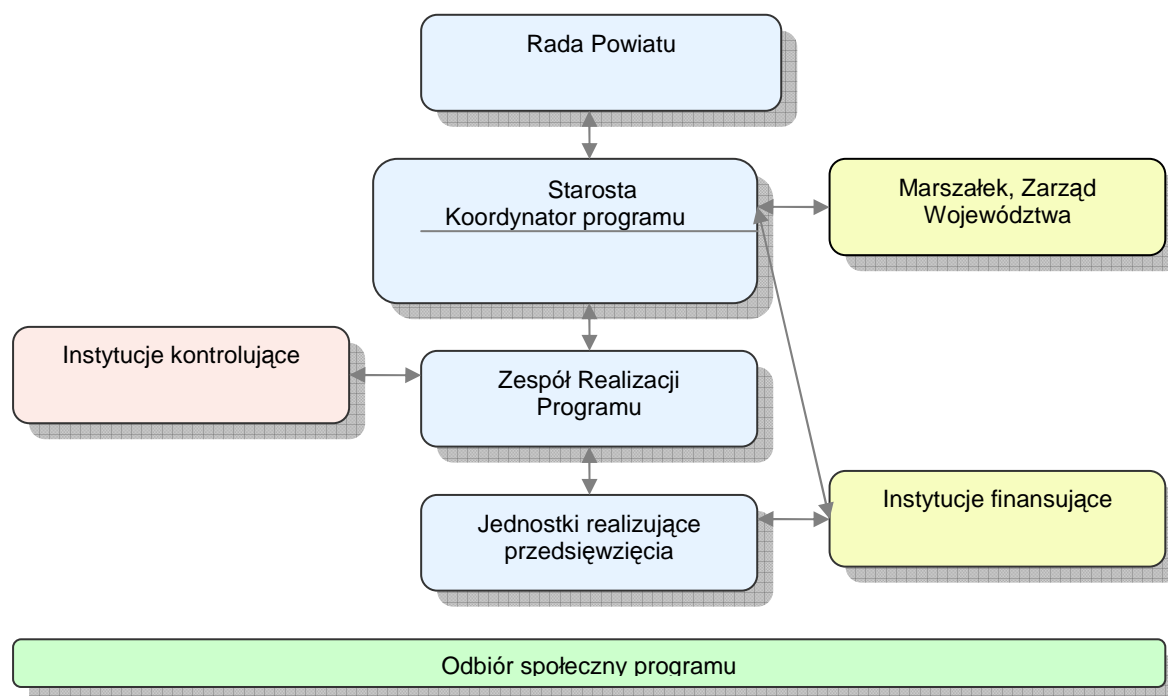 Rada Powiatu
Starosta
Koordynator programu
Marszałek, Zarząd
Województwa
Instytucje kontrolujące
Zespół Realizacji
Programu
Jednostki realizujące
przedsięwzięcia
Instytucje finansujące
Odbiór społeczny programu